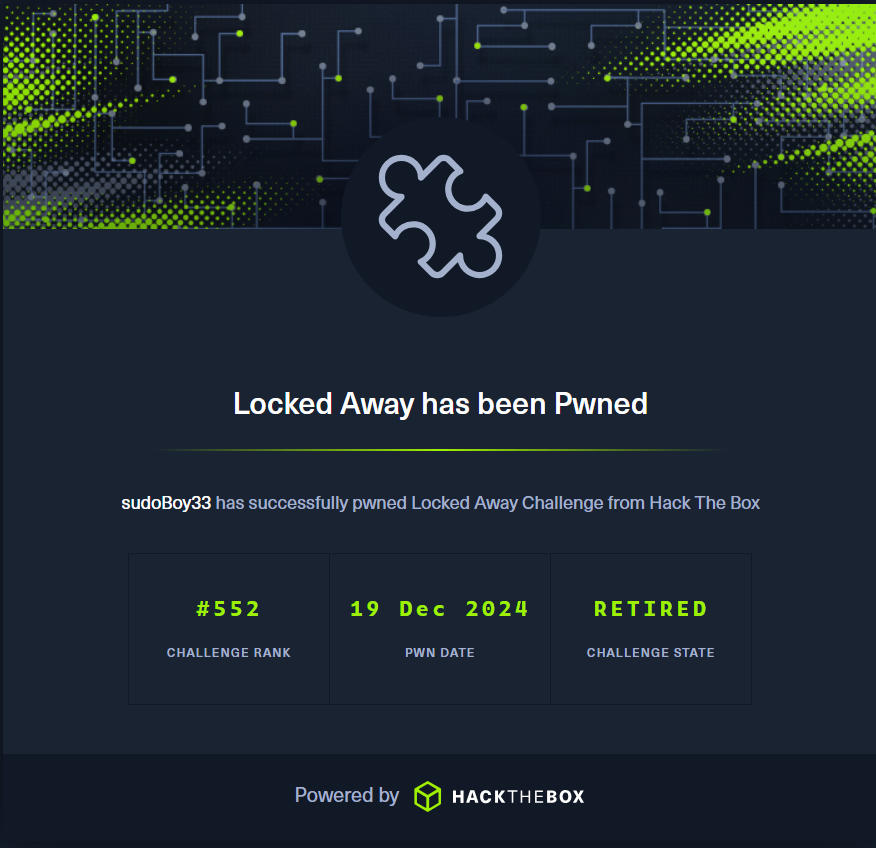 Locked Away has been Pwned
sudoBoy33 has successfully pwned Locked Away Challenge from Hack The Box
#552
CHALLENGE RANK
19 Dec 2024
PWN DATE
RETIRED
CHALLENGE STATE
Powered by HACKTHEBOX